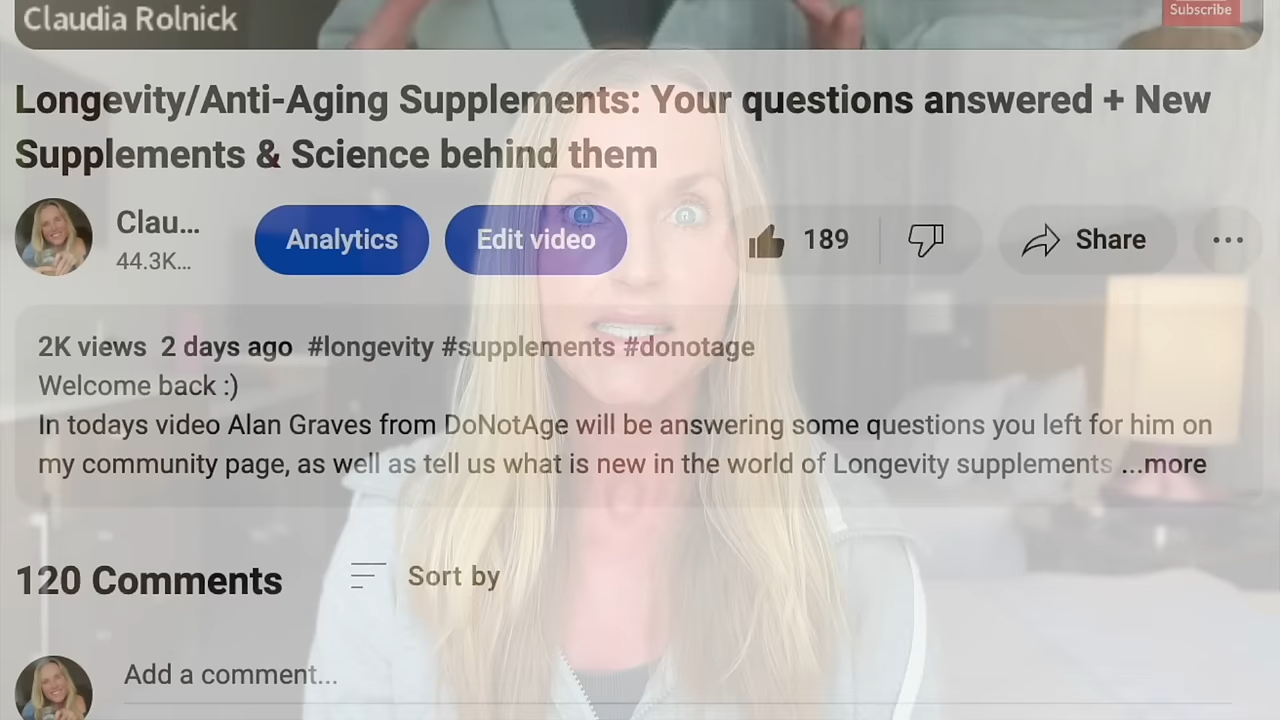 Claudia Rolnick
Subscribe
Longevity/Anti-Aging Supplements: Your questions answered + New
Supplements & Science behind them
Clau...
44.3K...
Analytics
Edit video
189
Share
2K views 2 days ago #longevity #supplements #donotage
Welcome back :)
In todays video Alan Graves from DoNotAge will be answering some questions you left for him on
my community page, as well as tell us what is new in the world of Longevity supplements ...more
120 Comments
Sort by
Add a comment...